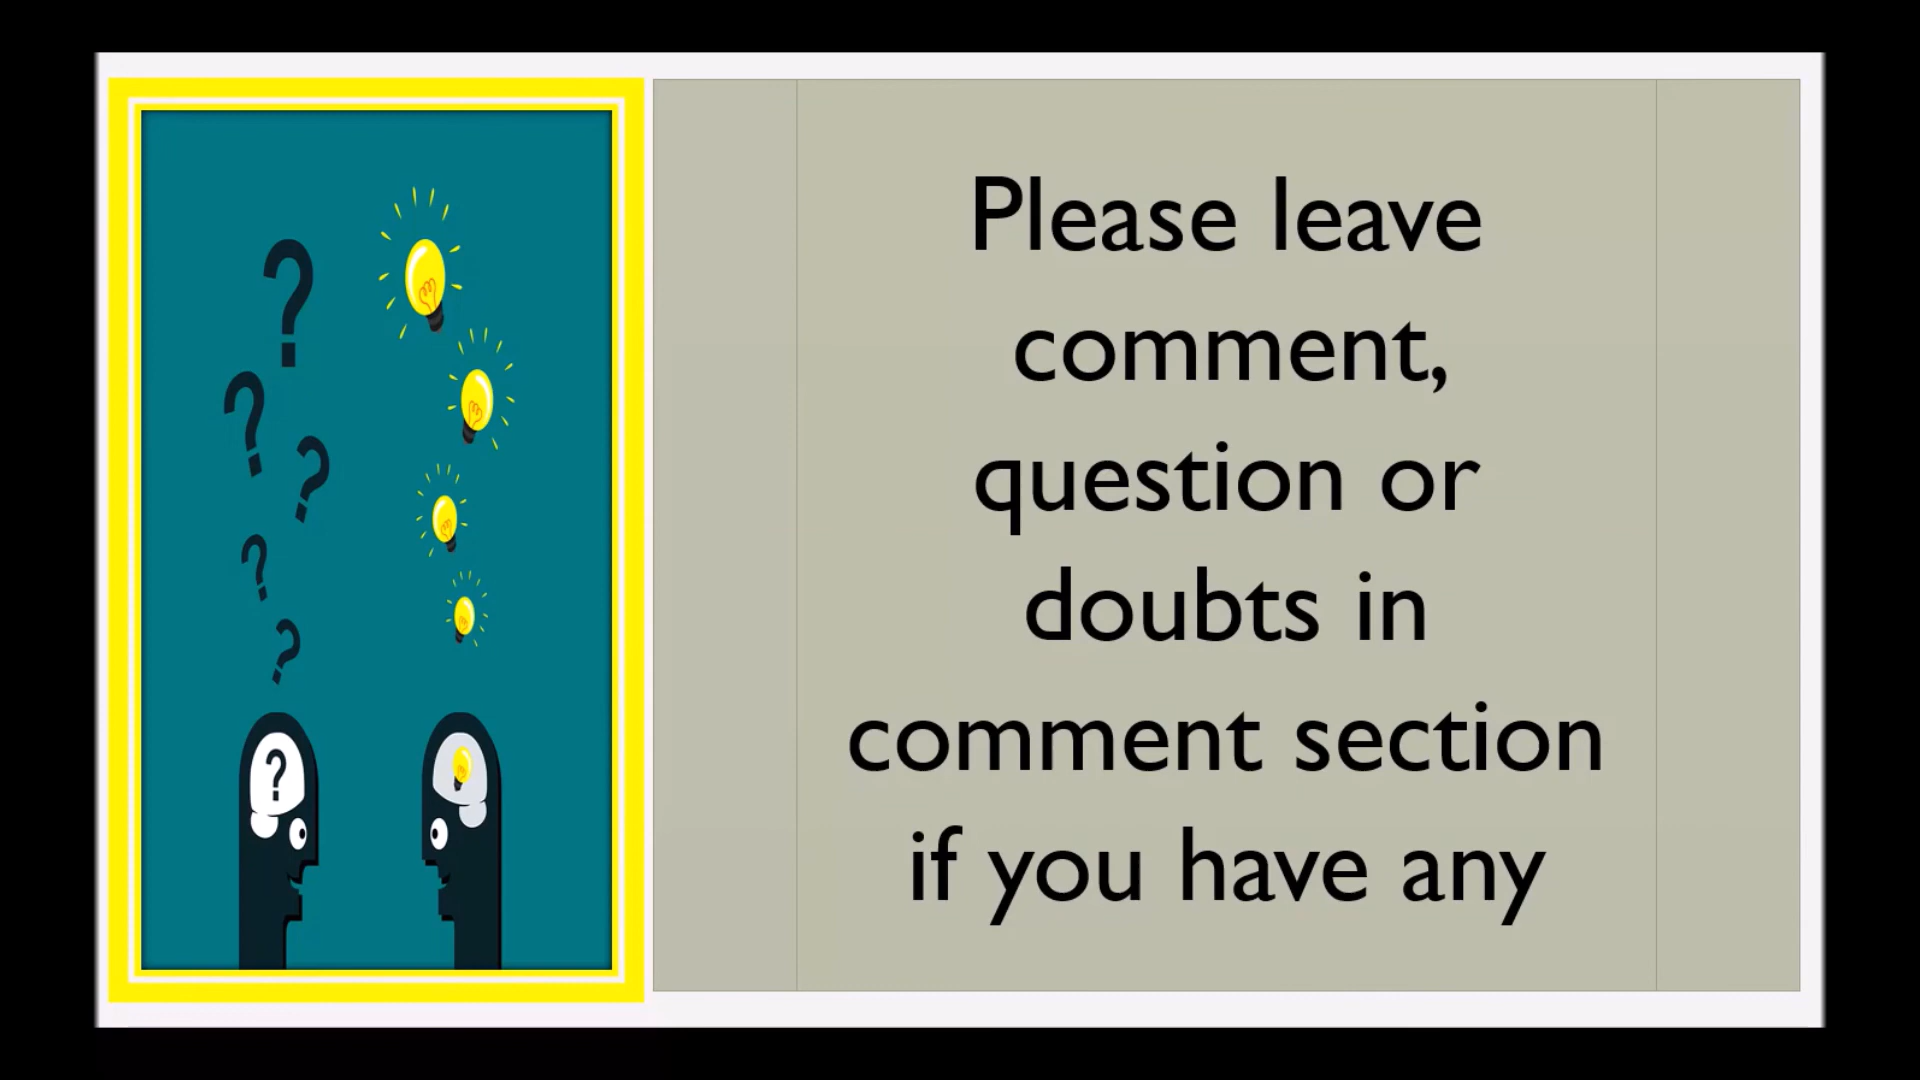 Please leave
comment,
question or
doubts in
comment section
if you have any
?
?
?
?
?
?